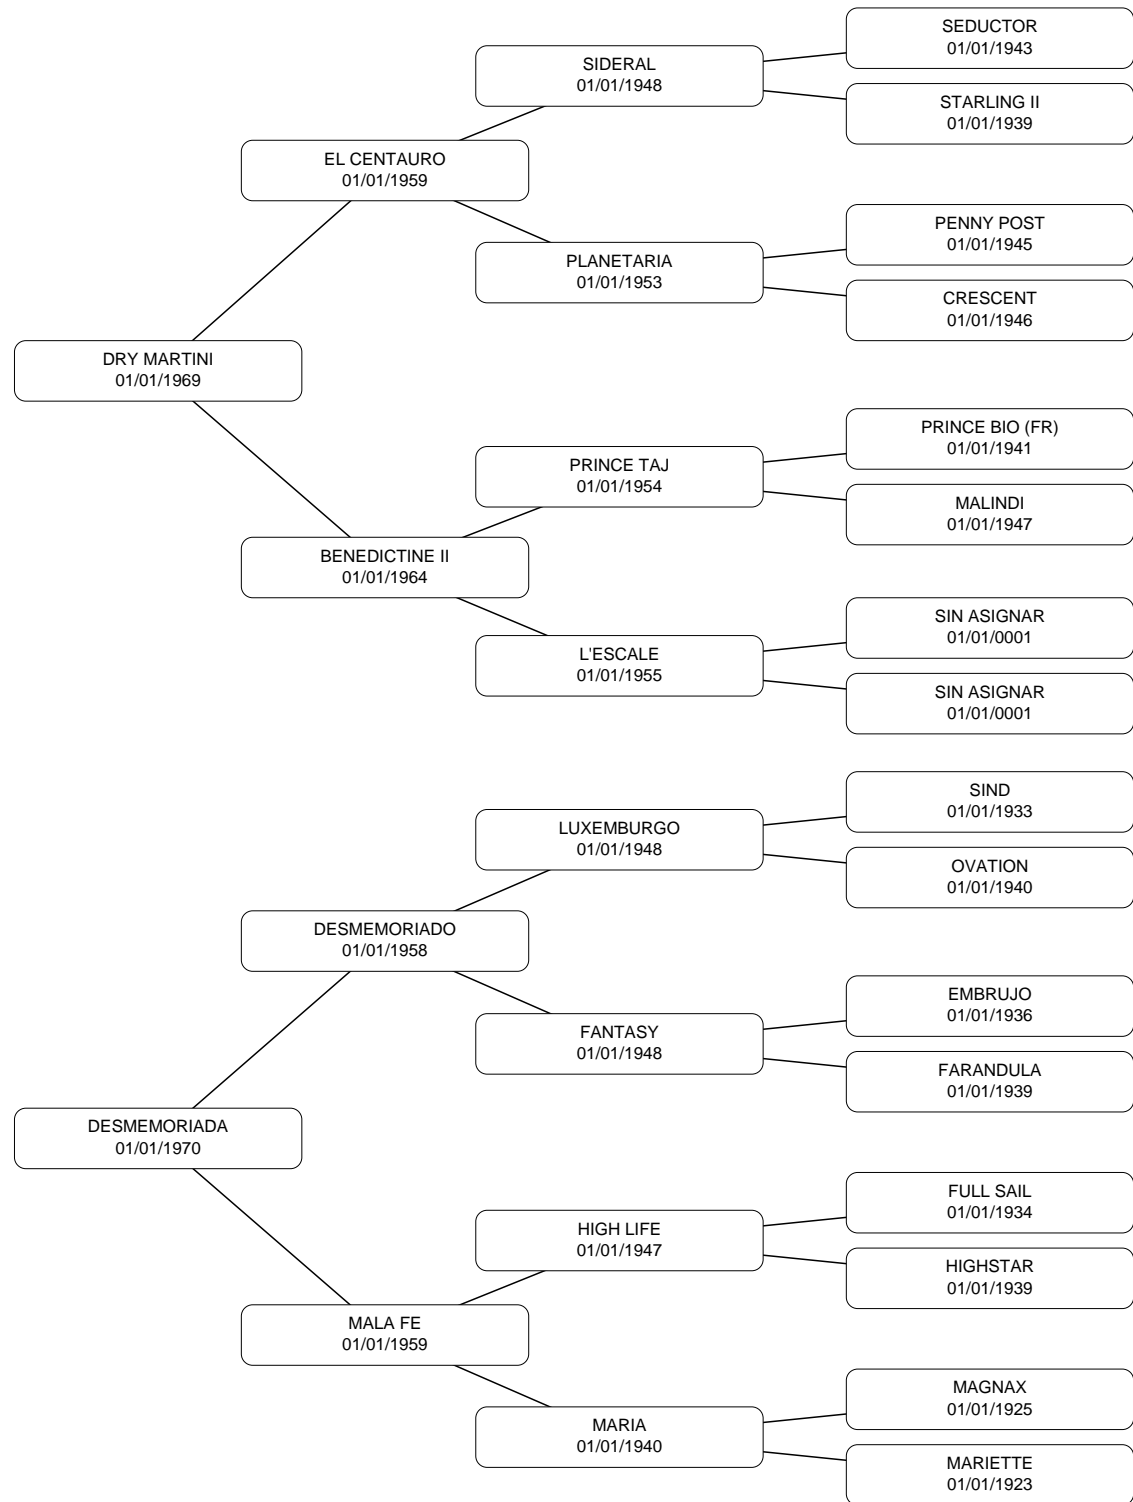 SEDUCTOR
01/01/1943
SIDERAL
01/01/1948
STARLING II
01/01/1939
EL CENTAURO
01/01/1959
PENNY POST
01/01/1945
PLANETARIA
01/01/1953
CRESCENT
01/01/1946
DRY MARTINI
01/01/1969
PRINCE BIO (FR)
01/01/1941
PRINCE TAJ
01/01/1954
MALINDI
01/01/1947
BENEDICTINE II
01/01/1964
SIN ASIGNAR
01/01/0001
L'ESCALE
01/01/1955
SIN ASIGNAR
01/01/0001
SIND
01/01/1933
LUXEMBURGO
01/01/1948
OVATION
01/01/1940
DESMEMORIADO
01/01/1958
EMBRUJO
01/01/1936
FANTASY
01/01/1948
FARANDULA
01/01/1939
DESMEMORIADA
01/01/1970
FULL SAIL
01/01/1934
HIGH LIFE
01/01/1947
HIGHSTAR
01/01/1939
MALA FE
01/01/1959
MAGNAX
01/01/1925
MARIA
01/01/1940
MARIETTE
01/01/1923